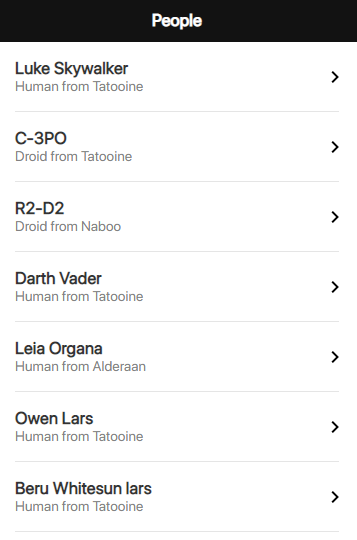 People
Luke Skywalker
Human from Tatooine
C-3PO
Droid from Tatooine
R2-D2
Droid from Naboo
Darth Vader
Human from Tatooine
Leia Organa
Human from Alderaan
Owen Lars
Human from Tatooine
Beru Whitesun lars
Human from Tatooine